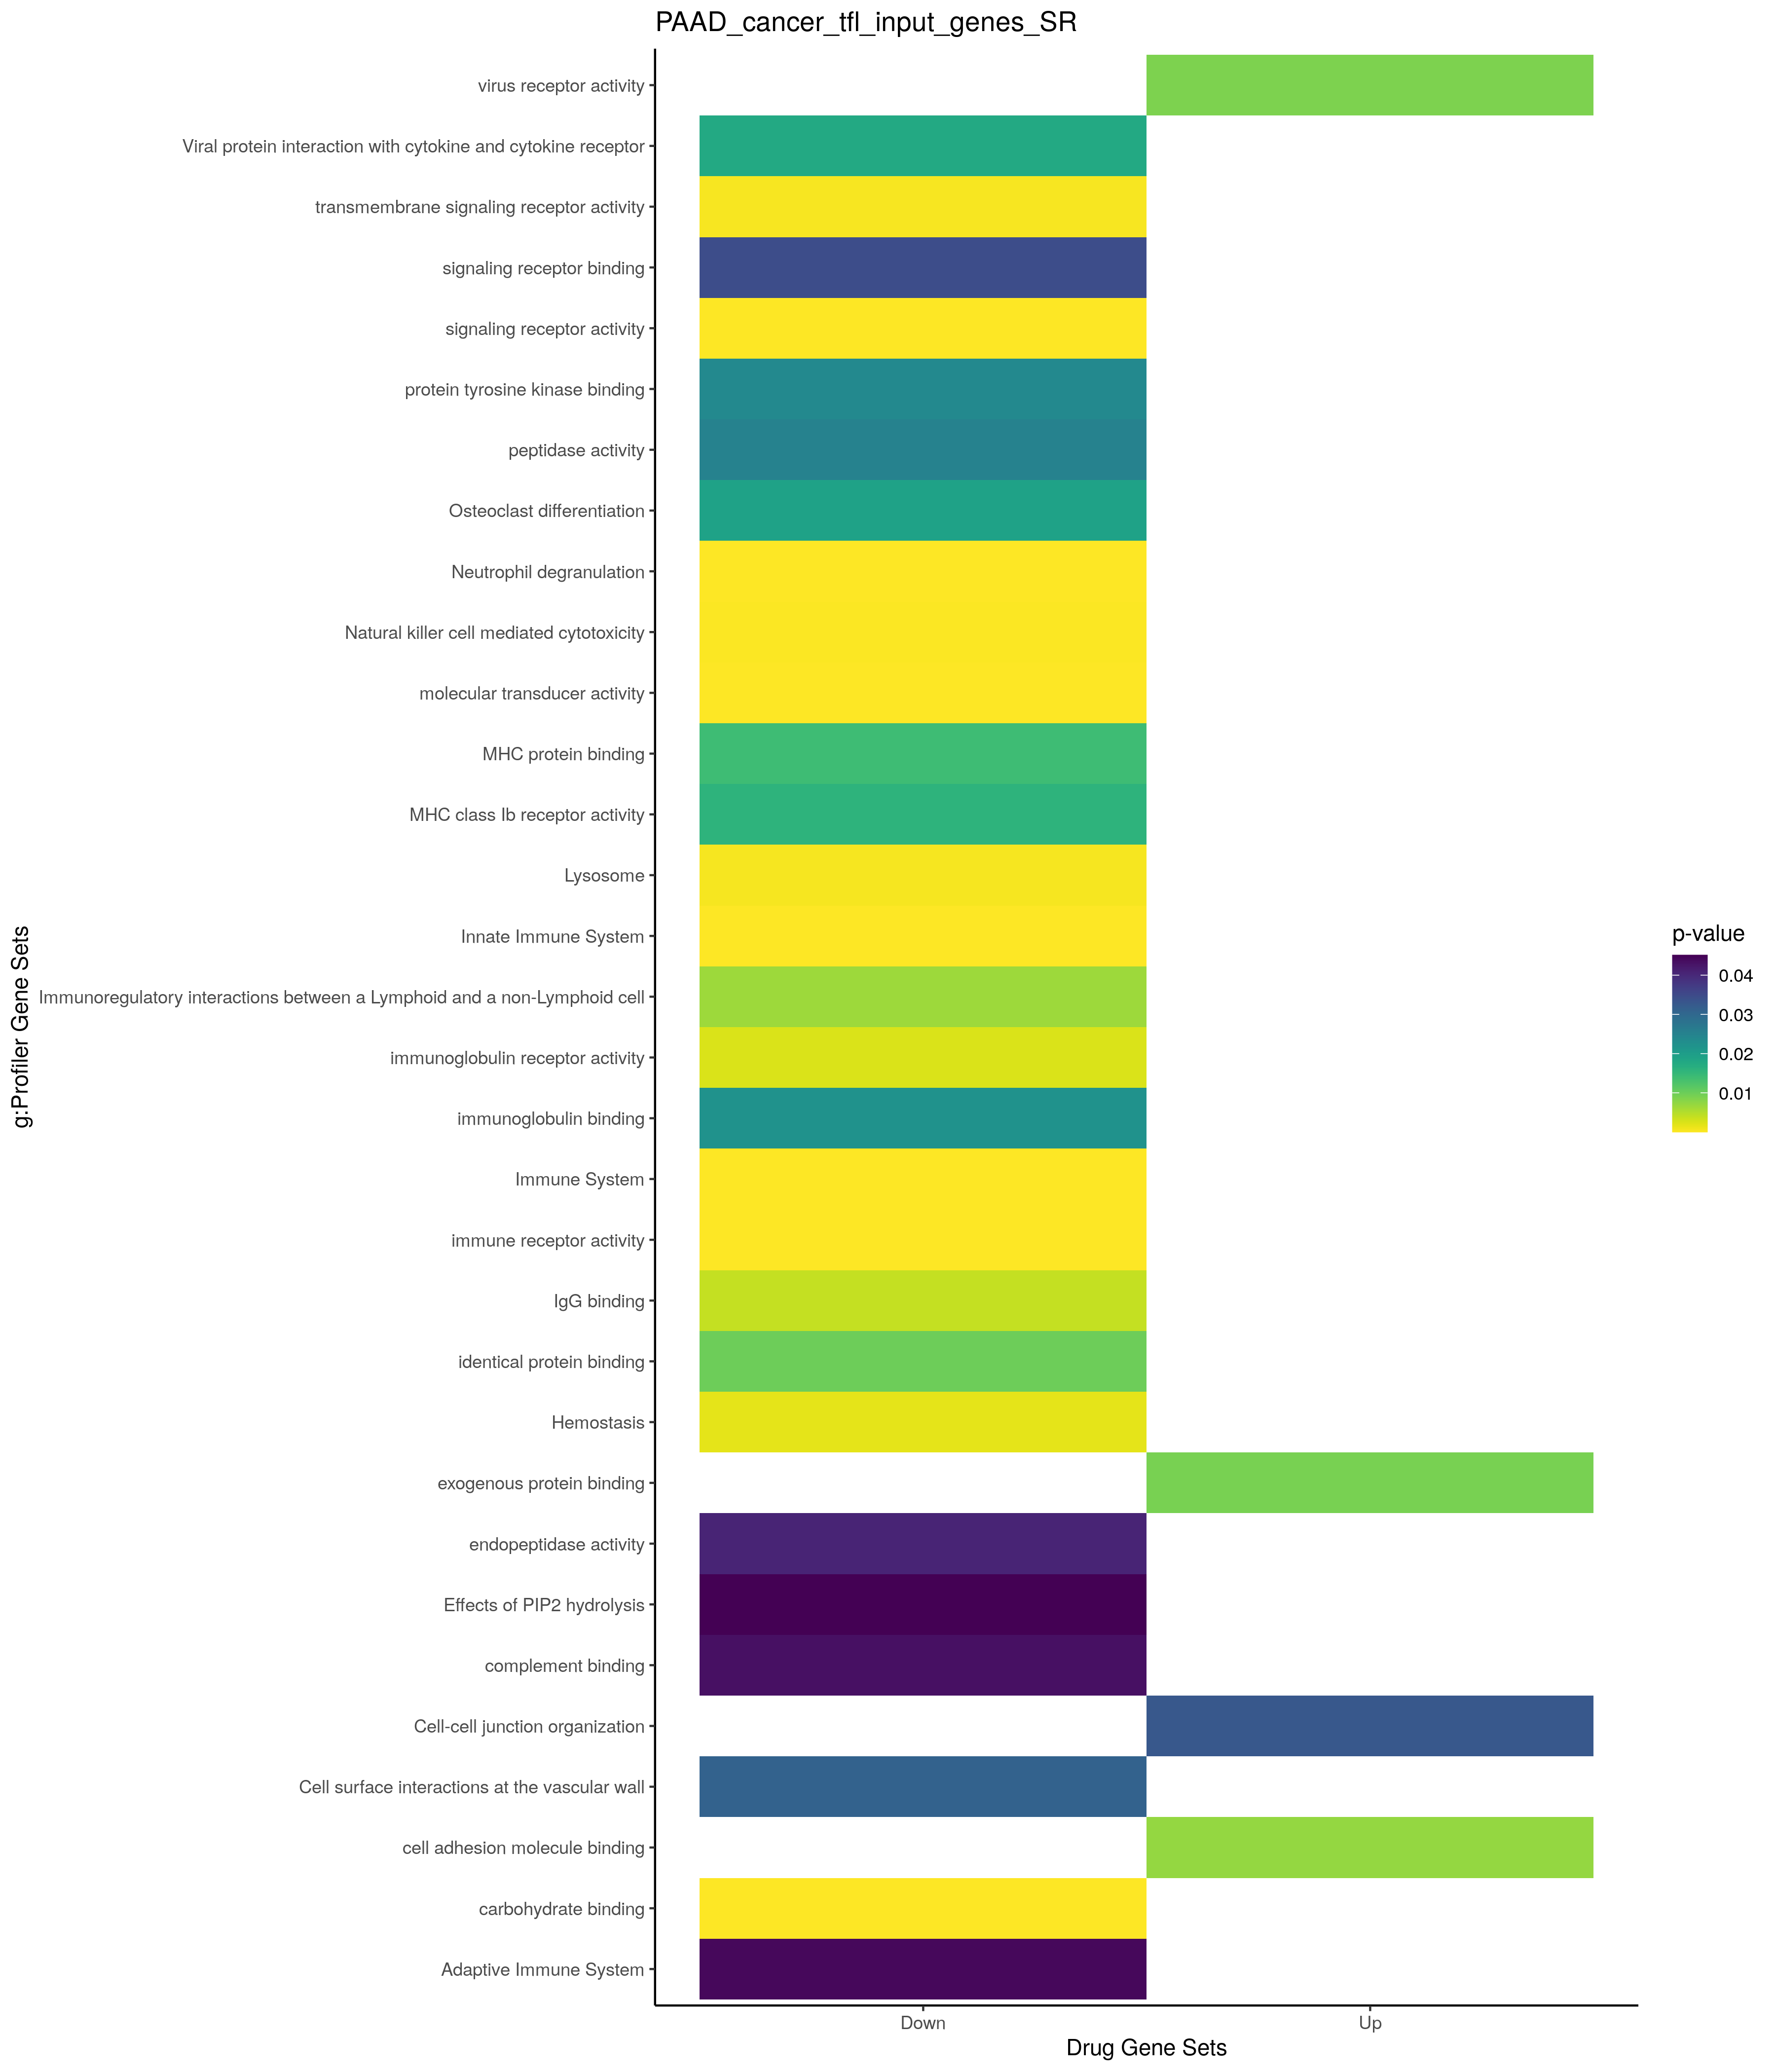 PAAD_cancer_tfl_input_genes_SR
virus receptor activity
Viral protein interaction with cytokine and cytokine receptor
transmembrane signaling receptor activity
signaling receptor binding
signaling receptor activity
protein tyrosine kinase binding
peptidase activity
Osteoclast differentiation
Neutrophil degranulation
Natural killer cell mediated cytotoxicity
molecular transducer activity
MHC protein binding
MHC class Ib receptor activity
Lysosome
Innate Immune System
Immunoregulatory interactions between a Lymphoid and a non-Lymphoid cell
immunoglobulin receptor activity
immunoglobulin binding
Immune System
immune receptor activity
IgG binding
identical protein binding
Hemostasis
exogenous protein binding
endopeptidase activity
Effects of PIP2 hydrolysis
complement binding
Cell-cell junction organization
Cell surface interactions at the vascular wall
cell adhesion molecule binding
carbohydrate binding
Adaptive Immune System
g:Profiler Gene Sets
Down
Up
Drug Gene Sets
p-value
0.04
0.03
0.02
0.01